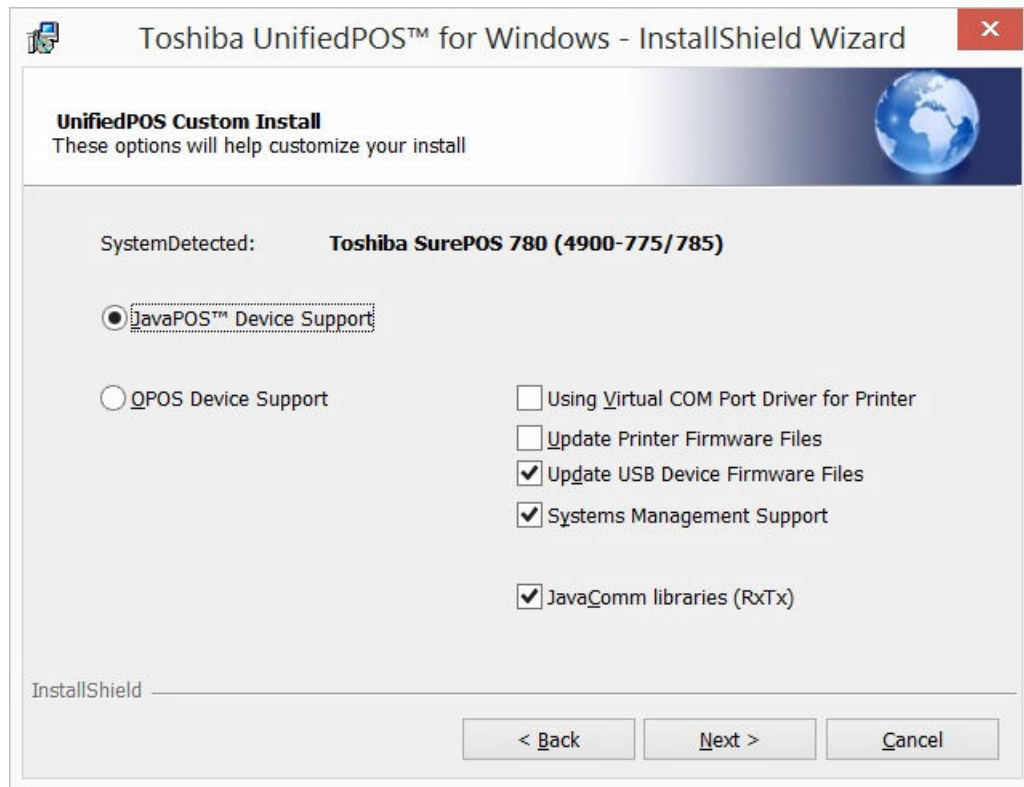 Toshiba UnifiedPOS™ for Windows - InstallShield Wizard
UnifiedPOS Custom Install
These options will help customize your install
SystemDetected: Toshiba SurePOS 780 (4900-775/785)
JavaPOS™ Device Support
OPOS Device Support
Using Virtual COM Port Driver for Printer
Update Printer Firmware Files
Update USB Device Firmware Files
Systems Management Support
JavaComm libraries (RxTx)
InstallShield
< Back Next > Cancel